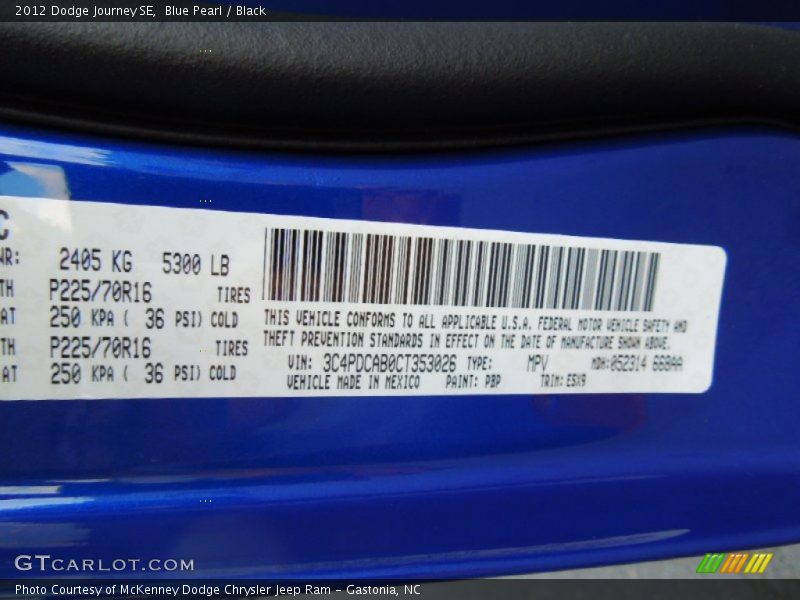 2012 Dodge Journey SE, Blue Pearl / Black
C
WR: 2405 KG 5300 LB
TH P225/70R16 TIRES
AT 250 KPA ( 36 PSI) COLD
TH P225/70R16 TIRES
AT 250 KPA ( 36 PSI) COLD
THIS VEHICLE CONFORMS TO ALL APPLICABLE U.S.A. FEDERAL MOTOR VEHICLE SAFETY AND
THEFT PREVENTION STANDARDS IN EFFECT ON THE DATE OF MANUFACTURE SHOWN ABOVE.
VIN: 3C4PDCAB0CT353026 TYPE: MPV MDH:052314 668AA
VEHICLE MADE IN MEXICO PAINT: PBP TRIM: ESX9
GTCARLOT.COM
Photo Courtesy of McKenney Dodge Chrysler Jeep Ram - Gastonia, NC